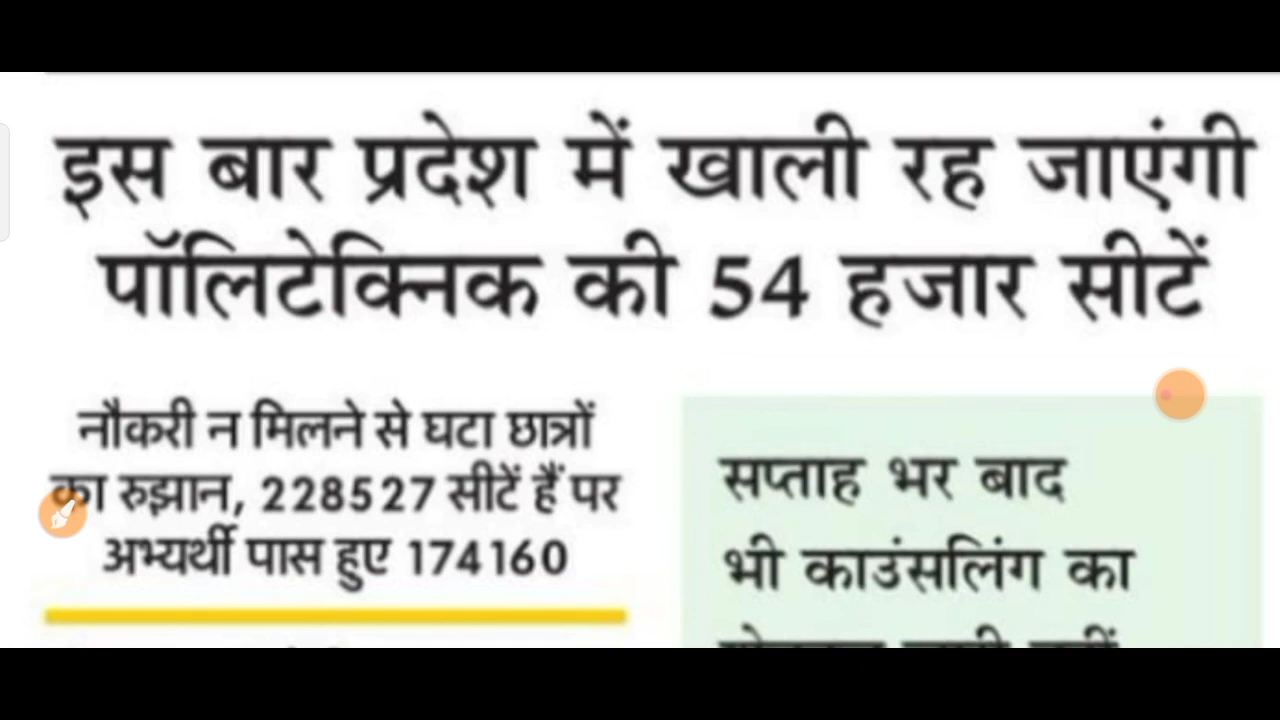 इस बार प्रदेश में खाली रह जाएंगी
पॉलिटेक्निक की 54 हजार सीटें
नौकरी न मिलने से घटा छात्रों
का रुझान, 228527 सीटें हैं पर
अभ्यर्थी पास हुए 174160
सप्ताह भर बाद
भी काउंसलिंग का